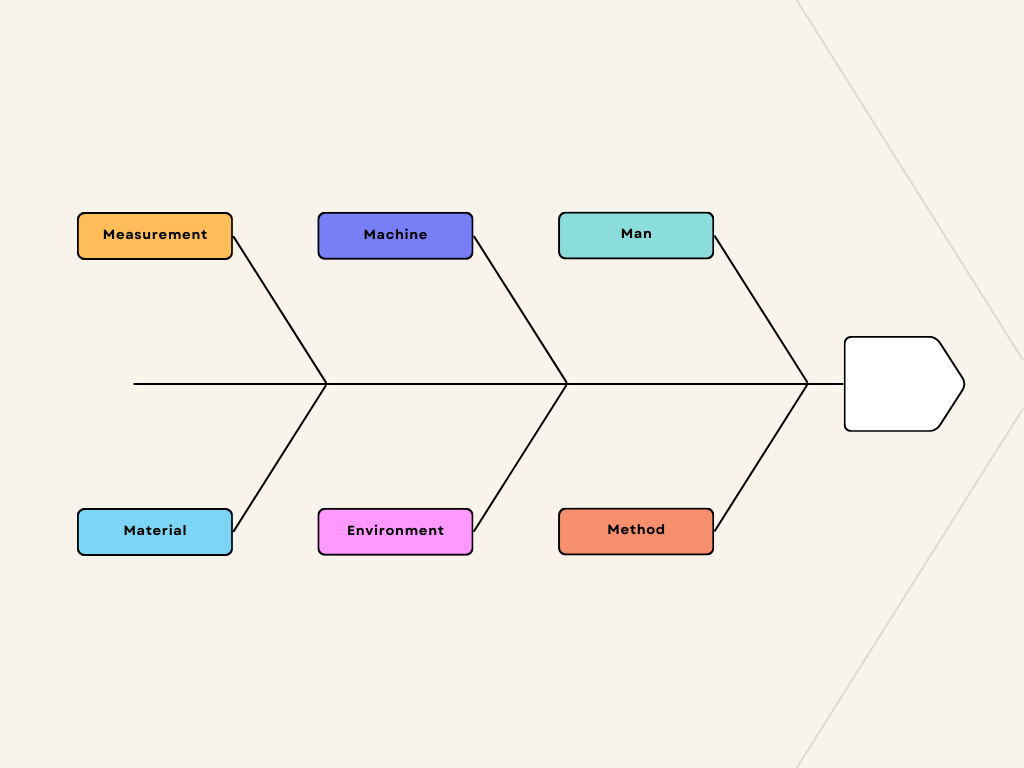 Measurement
Machine
Man
Material
Environment
Method